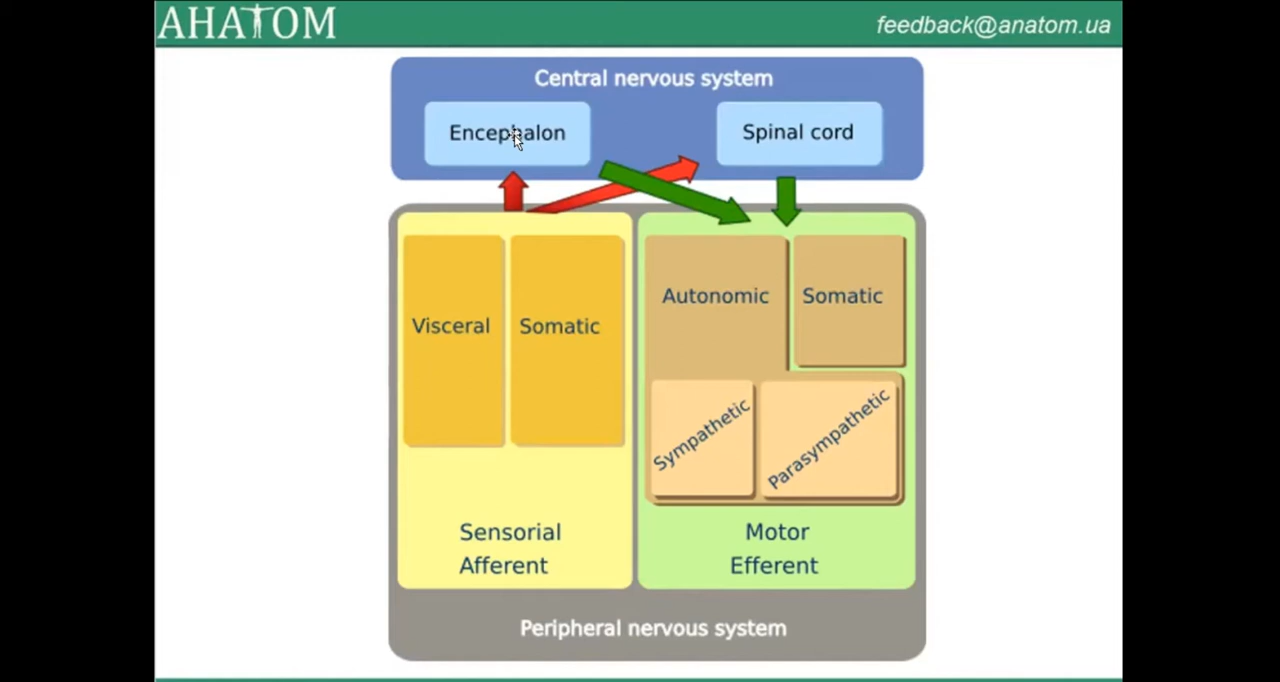 АНАТОМ
feedback@anatom.ua
Central nervous system
Encephalon
Spinal cord
Visceral
Somatic
Autonomic
Somatic
Sympathetic
Parasympathetic
Sensorial
Afferent
Motor
Efferent
Peripheral nervous system